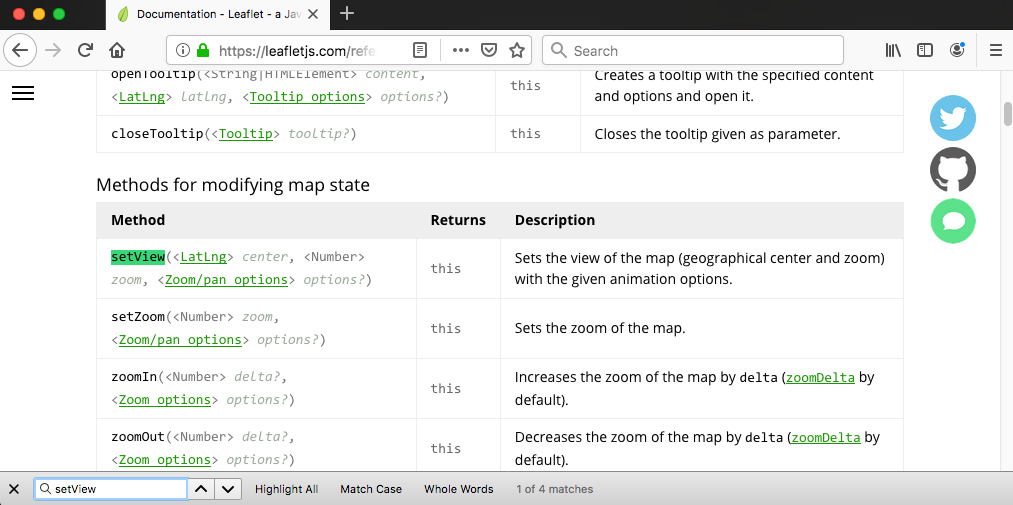 Documentation - Leaflet - a Jav
https://leafletjs.com/refe
Search
openTooltip(<String|HTMLElement> content,
<LatLng> latlng, <Tooltip options> options?)
this
Creates a tooltip with the specified content
and options and open it.
closeTooltip(<Tooltip> tooltip?)
this
Closes the tooltip given as parameter.
Methods for modifying map state
Method
Returns
Description
setView(<LatLng> center, <Number>
zoom, <Zoom/pan options> options?)
this
Sets the view of the map (geographical center and zoom)
with the given animation options.
setZoom(<Number> zoom,
<Zoom/pan options> options?)
this
Sets the zoom of the map.
zoomIn(<Number> delta?,
<Zoom options> options?)
this
Increases the zoom of the map by delta (zoomDelta by
default).
zoomOut(<Number> delta?,
<Zoom options> options?)
this
Decreases the zoom of the map by delta (zoomDelta by
default).
setView
Highlight All
Match Case
Whole Words
1 of 4 matches